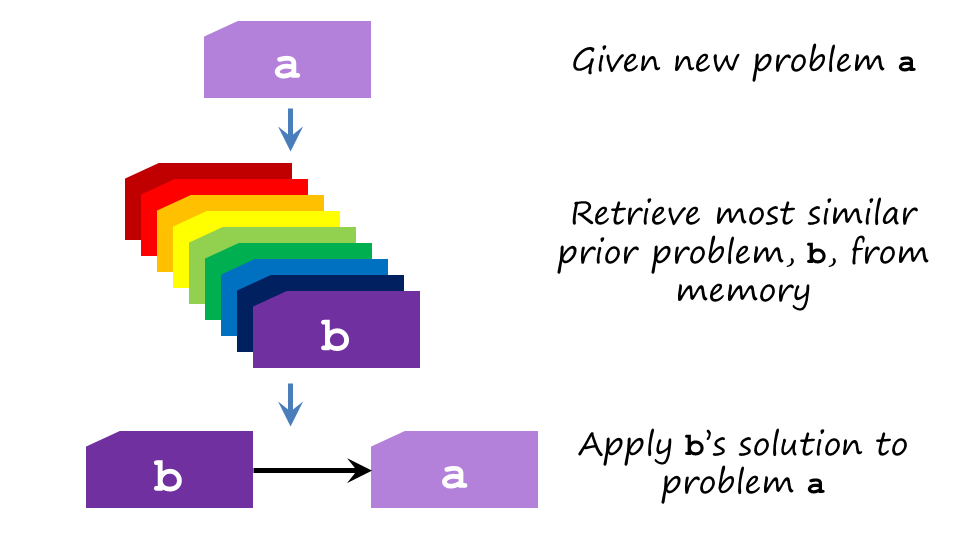 a
Given new problem a
Retrieve most similar
prior problem, b, from
memory
b
b
a
Apply b’s solution to
problem a